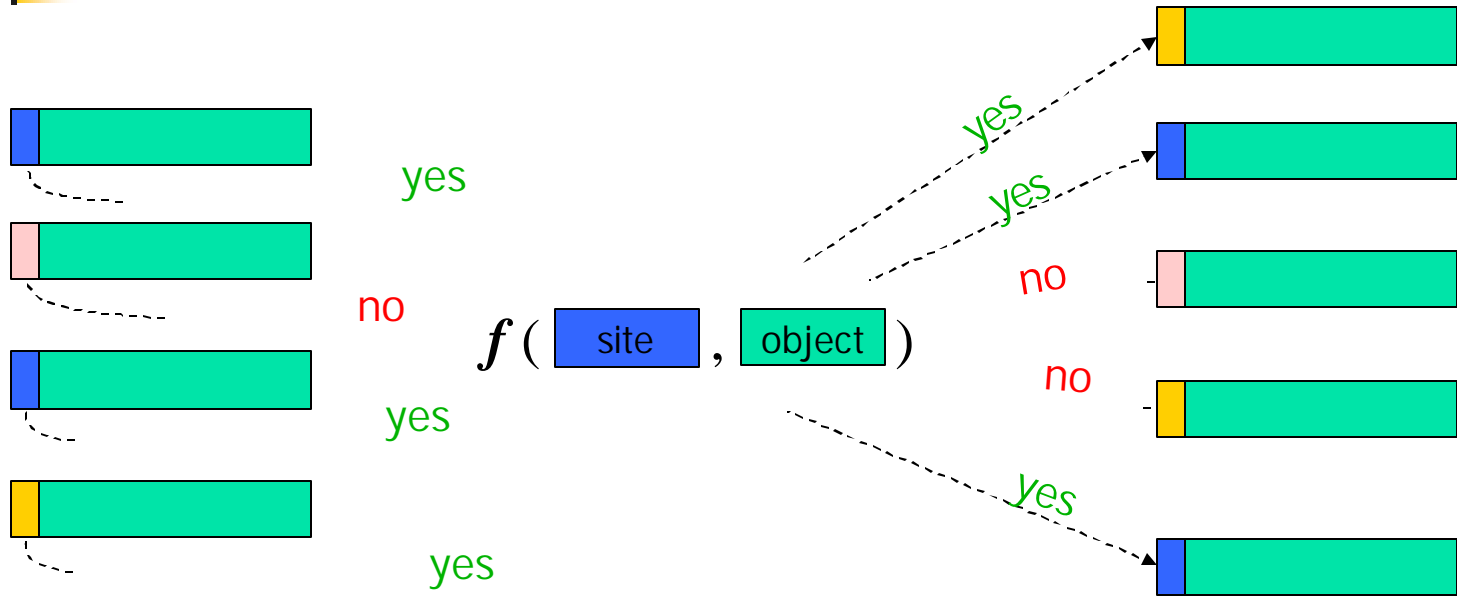 yes
yes
yes
no
no
f ( site , object )
no
yes
yes
yes